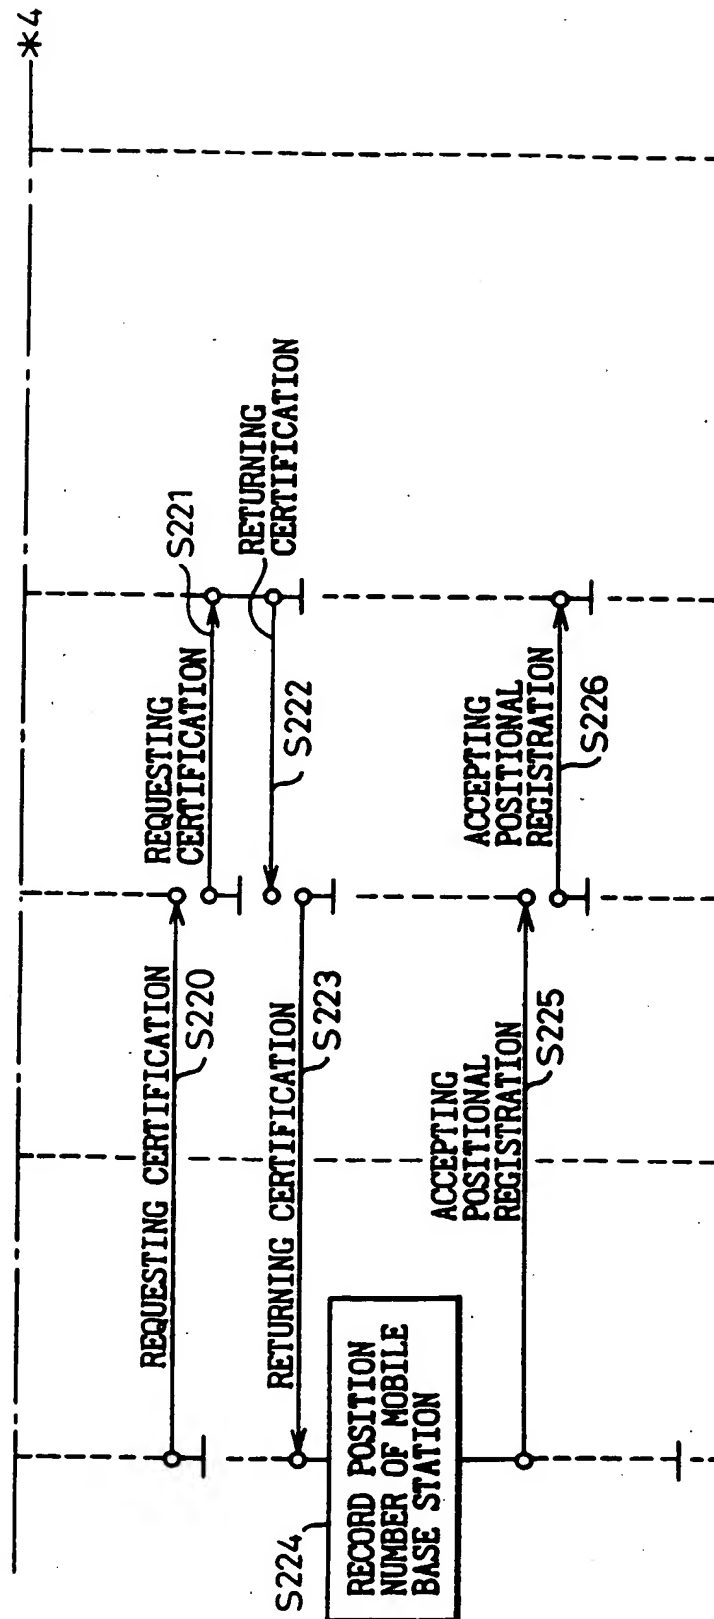 *4
REQUESTING CERTIFICATION
S220
REQUESTING
CERTIFICATION
S221
RETURNING
CERTIFICATION
S222
RETURNING CERTIFICATION
S223
S224
RECORD POSITION
NUMBER OF MOBILE
BASE STATION
ACCEPTING
POSITIONAL
REGISTRATION
S225
ACCEPTING
POSITIONAL
REGISTRATION
S226